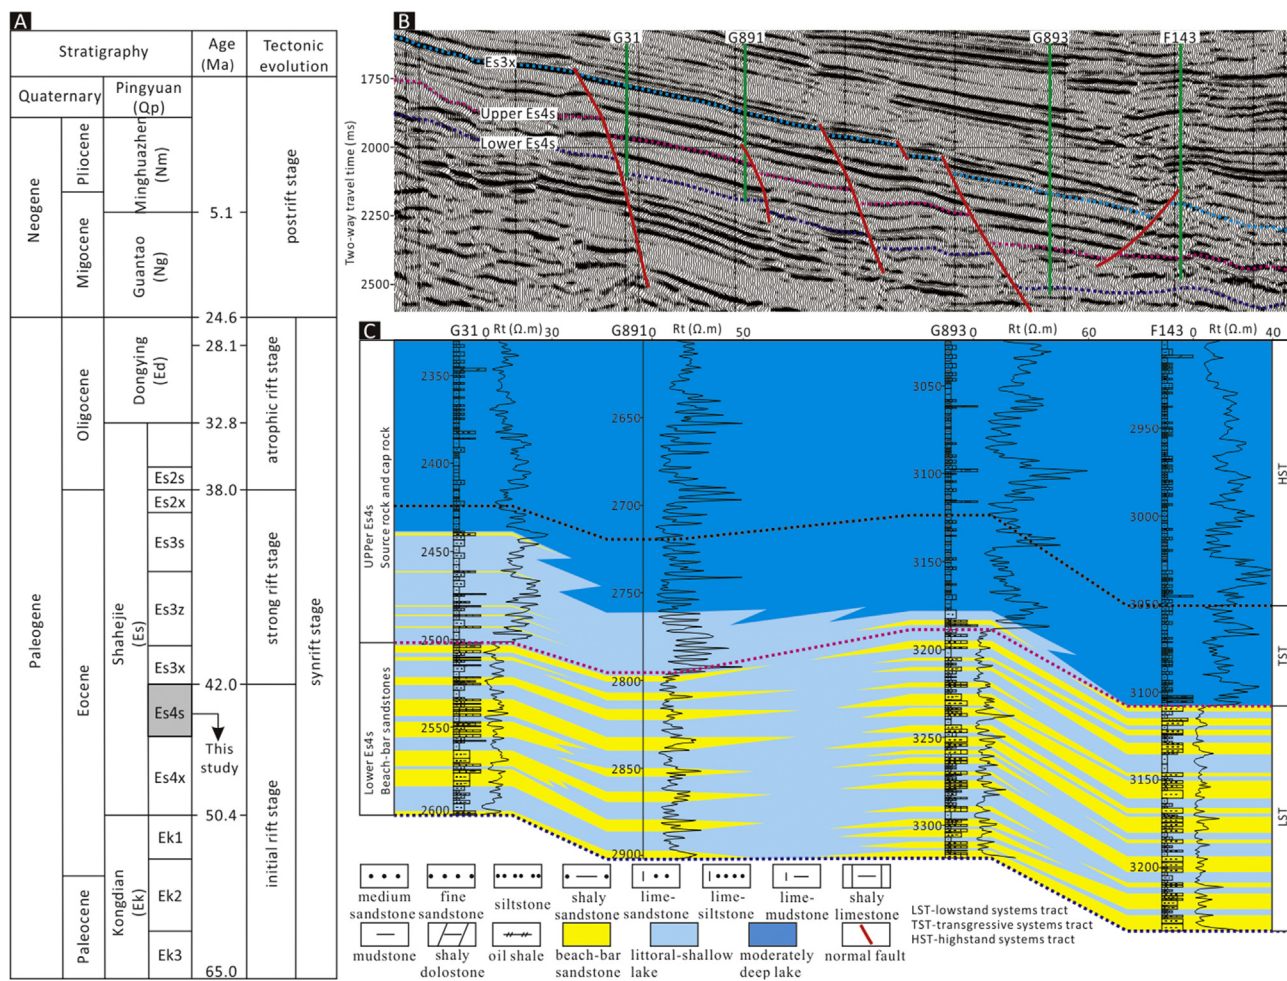 A
Stratigraphy
Age
(Ma)
Tectonic
evolution
Quaternary
Pingyuan
(Qp)
Neogene
Pliocene
Minghuazhen
(Nm)
5.1
Migocene
Guantao
(Ng)
postrift stage
24.6
28.1
Paleogene
Oligocene
Dongying
(Ed)
32.8
atrophic rift stage
Es2s
38.0
Es2x
Es3s
Es3z
Es3x
Eocene
Shahejie
(Es)
strong rift stage
synrift stage
42.0
Es4s
This
study
Es4x
50.4
initial rift stage
Ek1
Ek2
Ek3
Kongdian
(Ek)
Paleocene
65.0
B
G31
G891
G893
F143
Two-way travel time (ms)
1750
2000
2250
2500
Es3x
Upper Es4s
Lower Es4s
C
G31 0 Rt (Ω.m) 30
G891 0 Rt (Ω.m) 50
G893 0 Rt (Ω.m) 60
F143 0 Rt (Ω.m) 40
UPPer Es4s
Source rock and cap rock
Lower Es4s
Beach-bar sandstones
2350
2400
2450
2500
2550
2600
2650
2700
2750
2800
2850
2900
3050
3100
3150
3200
3250
3300
2950
3000
3050
3100
3150
3200
HST
TST
LST
medium
sandstone
fine
sandstone
siltstone
shaly
sandstone
lime-
sandstone
lime-
siltstone
lime-
mudstone
shaly
limestone
mudstone
shaly
dolostone
oil shale
beach-bar
sandstone
littoral-shallow
lake
moderately
deep lake
normal fault
LST-lowstand systems tract
TST-transgressive systems tract
HST-highstand systems tract